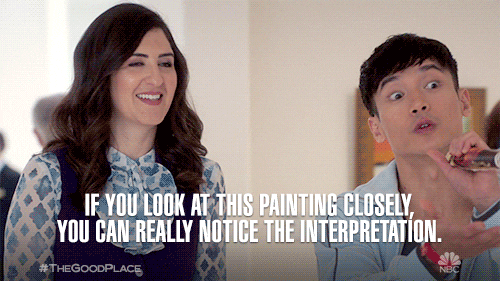 IF YOU LOOK AT THIS PAINTING CLOSELY,
YOU CAN REALLY NOTICE THE INTERPRETATION.
#THEGOODPLACE
NBC